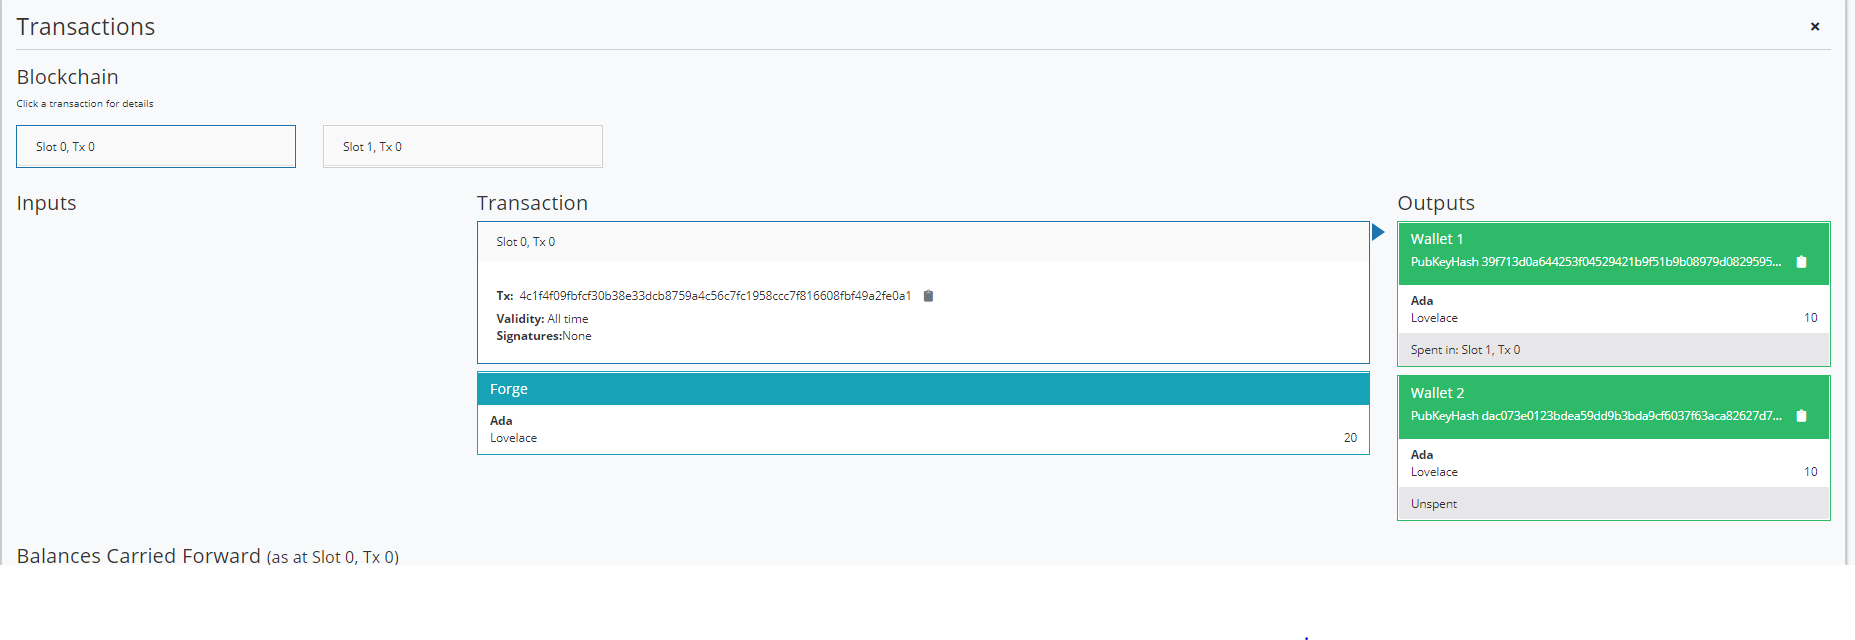 Transactions
×
Blockchain
Click a transaction for details
Slot 0, Tx 0
Slot 1, Tx 0
Inputs
Transaction
Slot 0, Tx 0
Tx: 4c1f4f09fbfcf30b38e33dcb8759a4c56c7fc1958ccc7f816608fbf49a2fe0a1
Validity: All time
Signatures:None
Forge
Ada
Lovelace 20
Outputs
Wallet 1
PubKeyHash 39f713d0a644253f04529421b9f51b9b08979d0829595...
Ada
Lovelace 10
Spent in: Slot 1, Tx 0
Wallet 2
PubKeyHash dac073e0123bdea59dd9b3bda9cf6037f63aca82627d7...
Ada
Lovelace 10
Unspent
Balances Carried Forward (as at Slot 0, Tx 0)